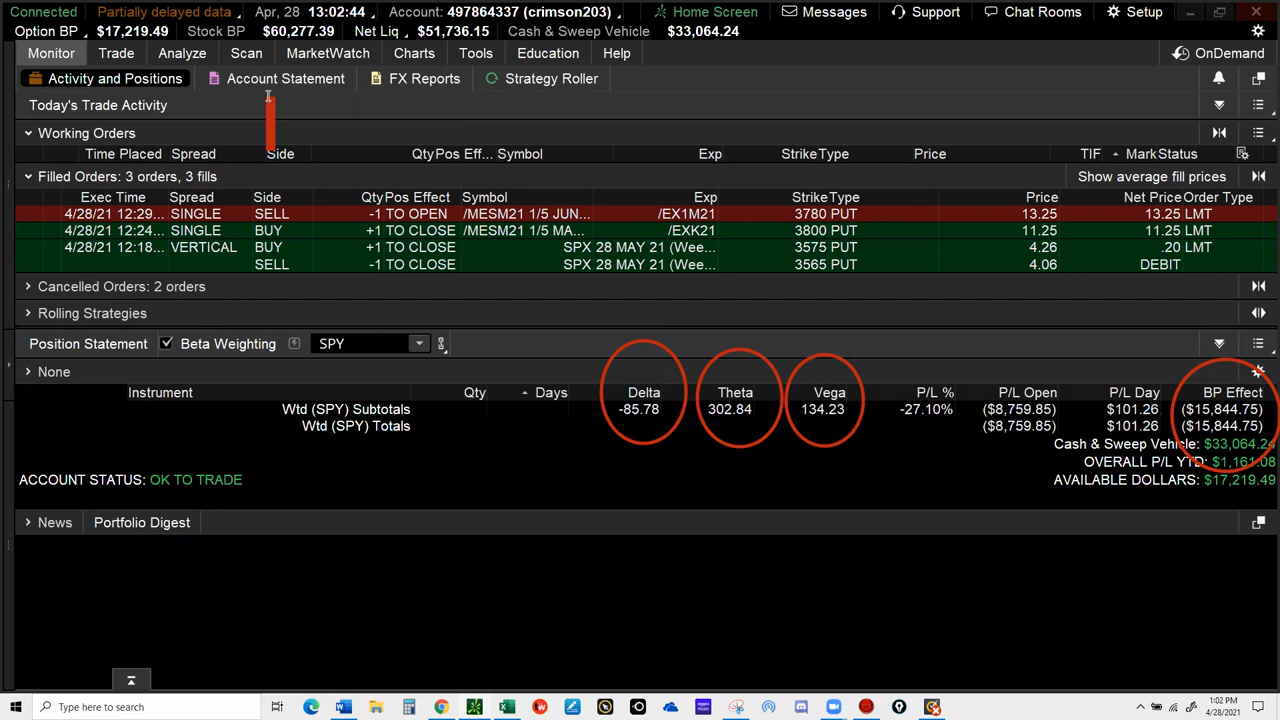 Connected Partially delayed data Apr, 28 13:02:44 Account: 497864337 (crimson203) Home Screen Messages Support Chat Rooms Setup
Option BP $17,219.49 Stock BP $60,277.39 Net Liq $51,736.15 Cash & Sweep Vehicle $33,064.24
Monitor Trade Analyze Scan MarketWatch Charts Tools Education Help OnDemand
Activity and Positions Account Statement FX Reports Strategy Roller
Today's Trade Activity
Working Orders
Time Placed Spread Side Qty Pos Eff... Symbol Exp Strike Type Price TIF Mark Status
Filled Orders: 3 orders, 3 fills Show average fill prices
Exec Time Spread Side Qty Pos Effect Symbol Exp Strike Type Price Net Price Order Type
4/28/21 12:29... SINGLE SELL -1 TO OPEN /MESM21 1/5 JUN... /EX1M21 3780 PUT 13.25 13.25 LMT
4/28/21 12:24... SINGLE BUY +1 TO CLOSE /MESM21 1/5 MA... /EXK21 3800 PUT 11.25 11.25 LMT
4/28/21 12:18... VERTICAL BUY +1 TO CLOSE SPX 28 MAY 21 (Wee... 3575 PUT 4.26 .20 LMT
SELL -1 TO CLOSE SPX 28 MAY 21 (Wee... 3565 PUT 4.06 DEBIT
Cancelled Orders: 2 orders
Rolling Strategies
Position Statement Beta Weighting SPY
None
Instrument Qty Days Delta Theta Vega P/L % P/L Open P/L Day BP Effect
Wtd (SPY) Subtotals -85.78 302.84 134.23 -27.10% ($8,759.85) $101.26 ($15,844.75)
Wtd (SPY) Totals ($8,759.85) $101.26 ($15,844.75)
Cash & Sweep Vehicle: $33,064.24
OVERALL P/L YTD: $1,161.08
ACCOUNT STATUS: OK TO TRADE AVAILABLE DOLLARS: $17,219.49
News Portfolio Digest
Type here to search
1:02 PM
4/28/2021